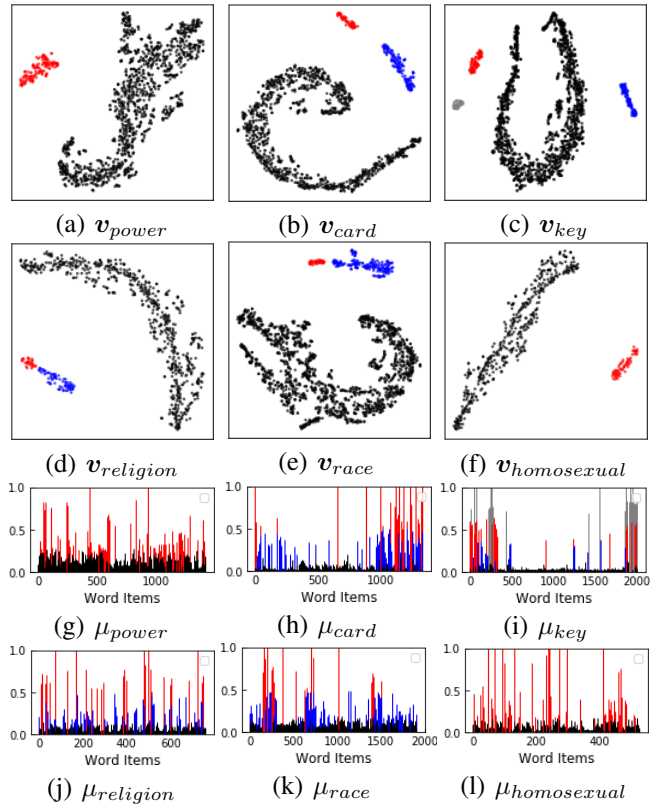 (a) v_power (b) v_card (c) v_key
(d) v_religion (e) v_race (f) v_homosexual
1.0 1.0 1.0
0.5 0.5 0.5
0.0 0.0 0.0
0 500 1000 0 500 1000 0 500 1000 1500 2000
Word Items Word Items Word Items
(g) μ_power (h) μ_card (i) μ_key
1.0 1.0 1.0
0.5 0.5 0.5
0.0 0.0 0.0
0 200 400 600 0 500 1000 1500 2000 0 200 400
Word Items Word Items Word Items
(j) μ_religion (k) μ_race (l) μ_homosexual